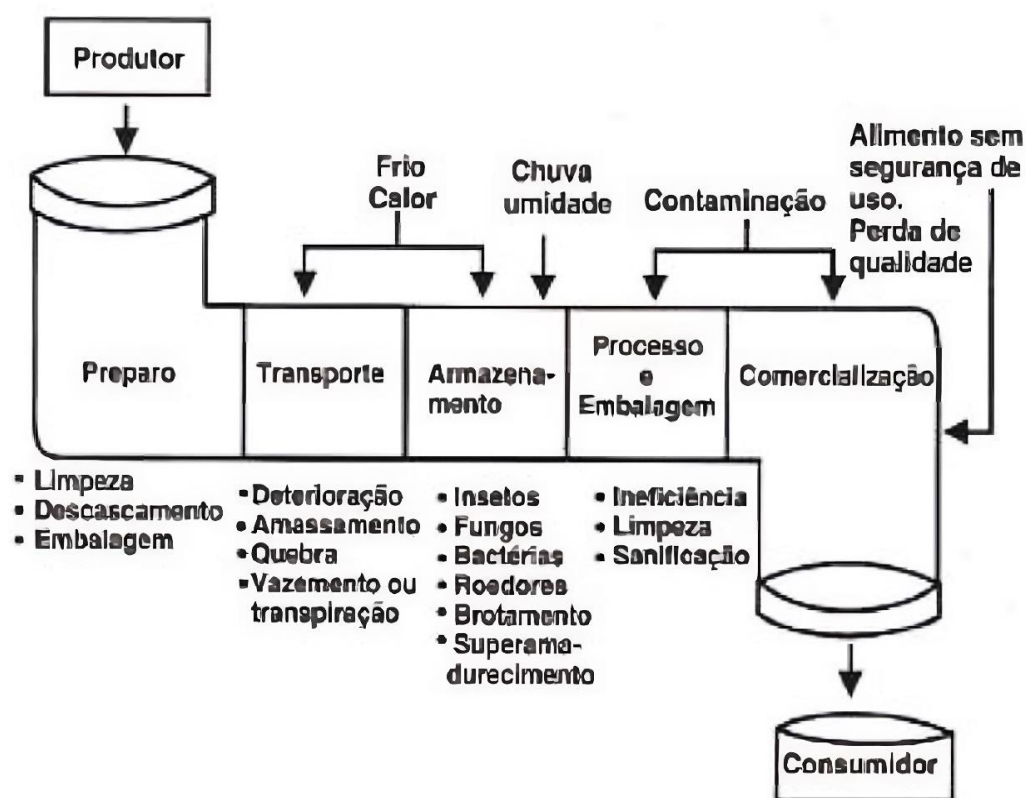 Produtor
Frio
Calor
Chuva
umidade
Contaminação
Alimento sem
segurança de
uso.
Perda de
qualidade
Preparo
Transporte
Armazena-
mento
Processo
e
Embalagem
Comercialização
• Limpeza
• Descascamento
• Embalagem
• Deterioração
• Amassamento
• Quebra
• Vazemento ou
transpiração
• Insetos
• Fungos
• Bactérias
• Roedores
• Brotamento
• Superama-
durecimento
• Ineficiência
• Limpeza
• Sanificação
Consumidor